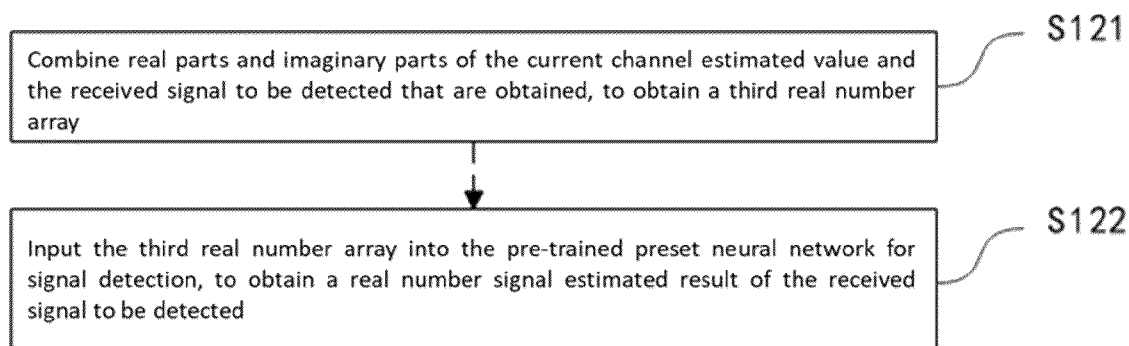 S121
Combine real parts and imaginary parts of the current channel estimated value and
the received signal to be detected that are obtained, to obtain a third real number
array
S122
Input the third real number array into the pre-trained preset neural network for
signal detection, to obtain a real number signal estimated result of the received
signal to be detected